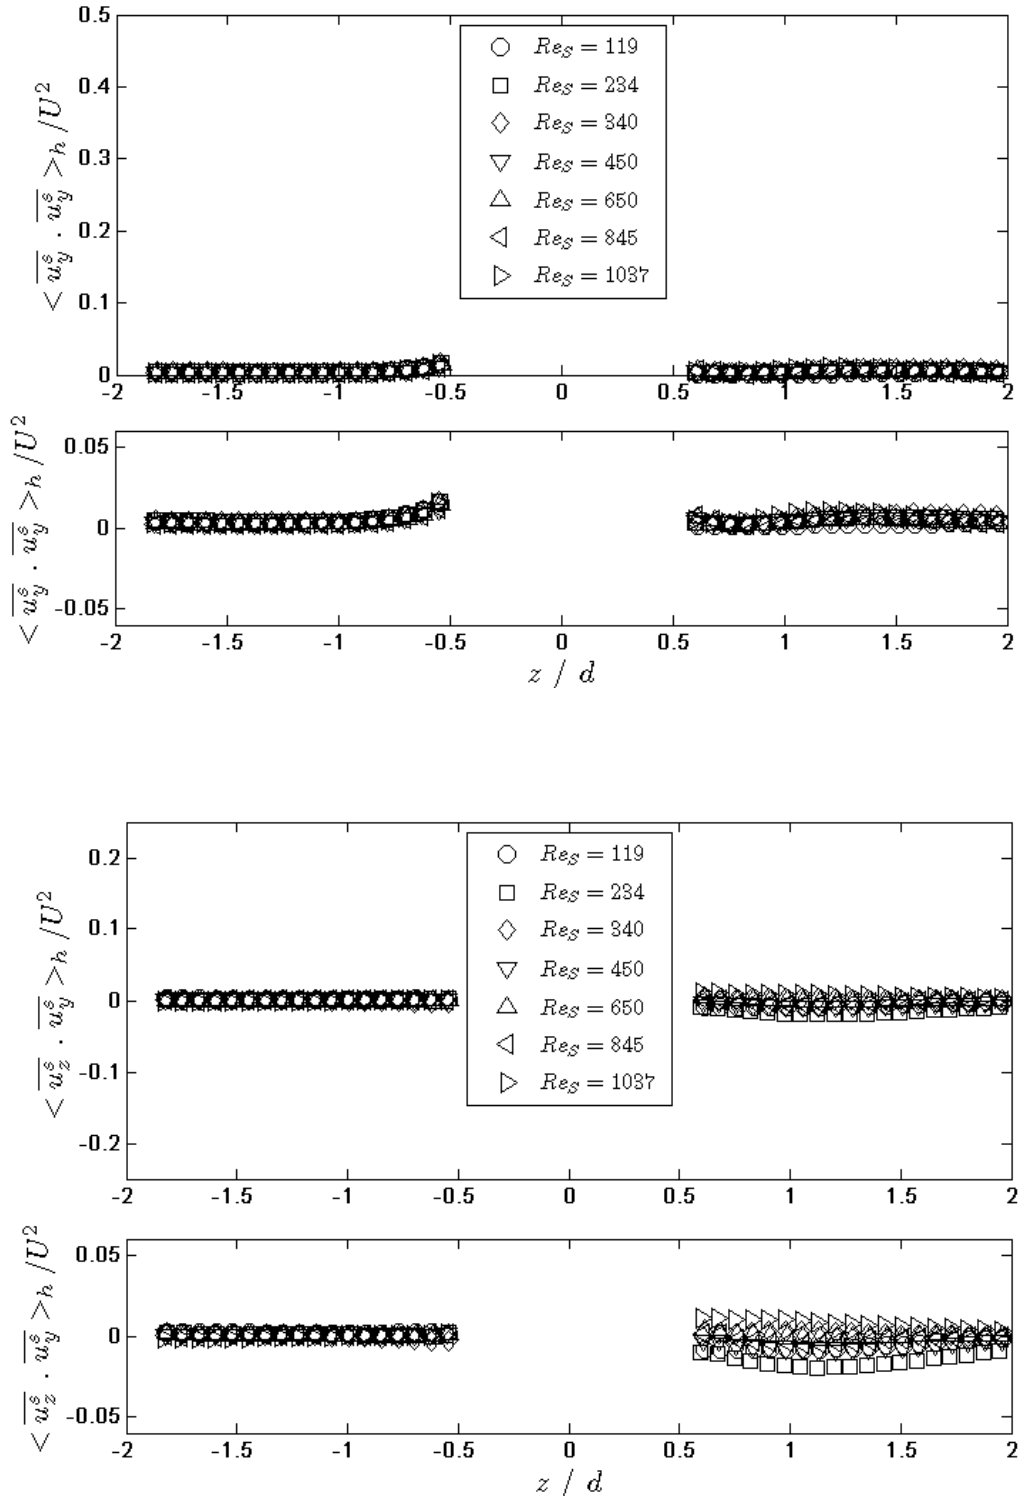 0.5
0.4
0.3
0.2
0.1
0
< u_y^s . u_y^s >_h /U^2
Re_S = 119
Re_S = 234
Re_S = 340
Re_S = 450
Re_S = 650
Re_S = 845
Re_S = 1037
-2 -1.5 -1 -0.5 0 0.5 1 1.5 2
0.05
0
-0.05
< u_y^s . u_y^s >_h /U^2
-2 -1.5 -1 -0.5 0 0.5 1 1.5 2
z / d
0.2
0.1
0
-0.1
-0.2
< u_z^s . u_y^s >_h /U^2
Re_S = 119
Re_S = 234
Re_S = 340
Re_S = 450
Re_S = 650
Re_S = 845
Re_S = 1037
-2 -1.5 -1 -0.5 0 0.5 1 1.5 2
0.05
0
-0.05
< u_z^s . u_y^s >_h /U^2
-2 -1.5 -1 -0.5 0 0.5 1 1.5 2
z / d